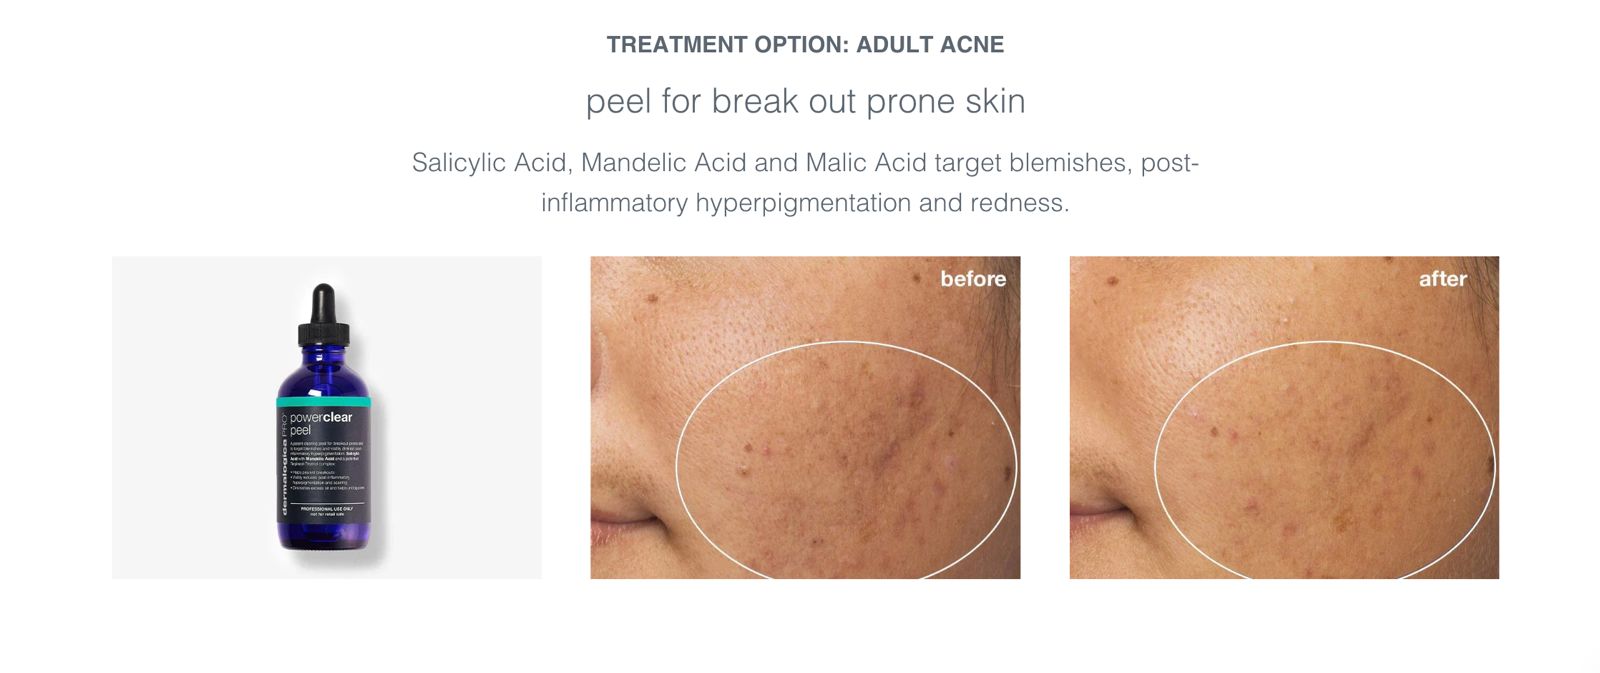 TREATMENT OPTION: ADULT ACNE
peel for break out prone skin
Salicylic Acid, Mandelic Acid and Malic Acid target blemishes, post-
inflammatory hyperpigmentation and redness.
dermalogica PRO
powerclear
peel
PROFESSIONAL USE ONLY
not for retail sale
before
after